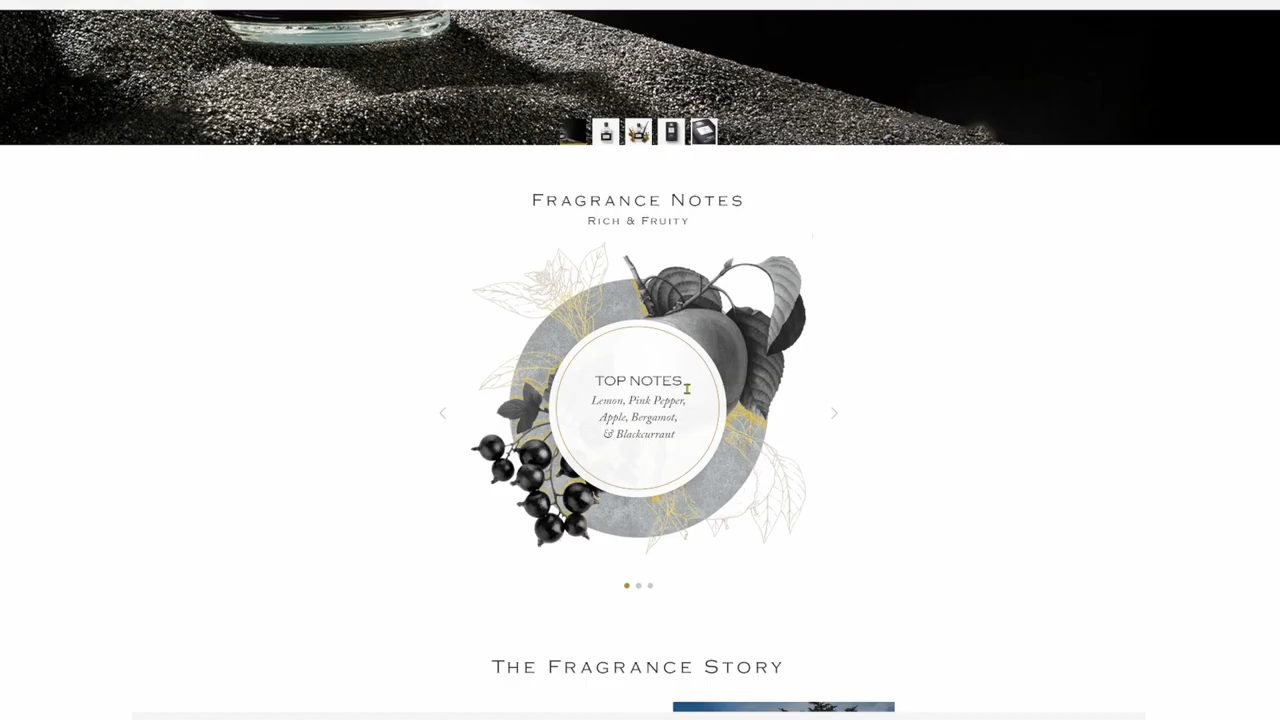 Fragrance Notes
Rich & Fruity
TOP NOTES
Lemon, Pink Pepper,
Apple, Bergamot,
& Blackcurrant
The Fragrance Story